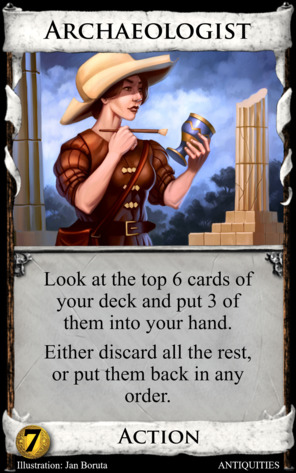 ARCHAEOLOGIST
Look at the top 6 cards of
your deck and put 3 of
them into your hand.
Either discard all the rest,
or put them back in any
order.
7
ACTION
Illustration: Jan Boruta
ANTIQUITIES